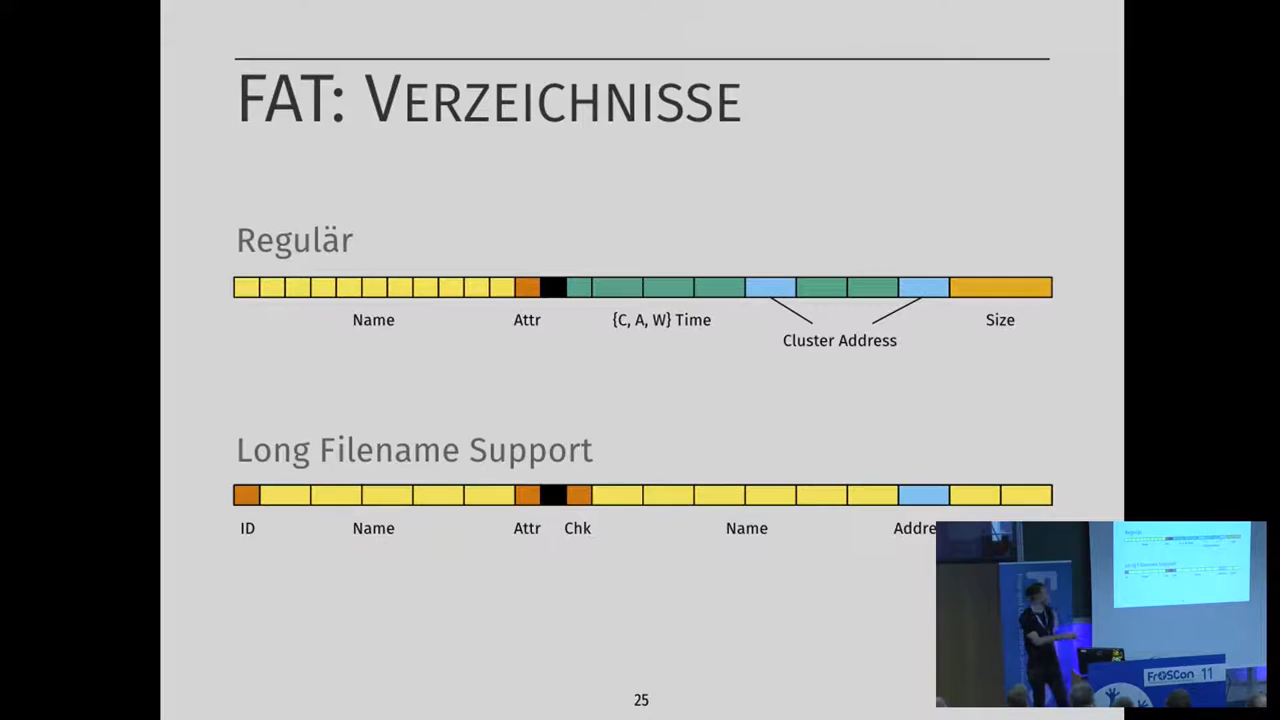 FAT: VERZEICHNISSE
Regulär
Name Attr {C, A, W} Time Cluster Address Size
Long Filename Support
ID Name Attr Chk Name Addre
25
FrOSCon 11